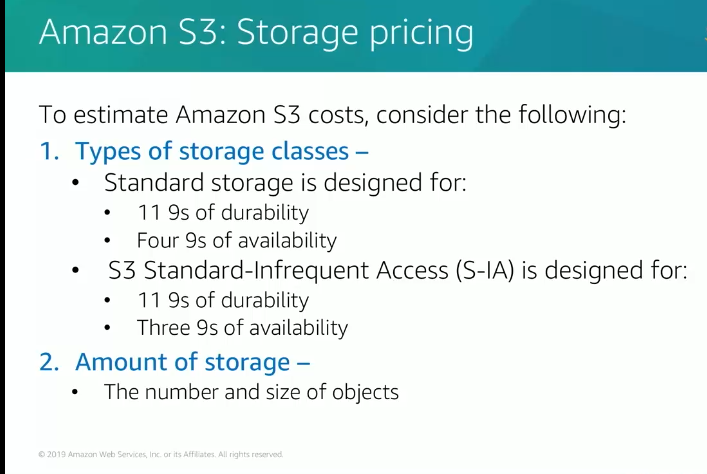 Amazon S3: Storage pricing
To estimate Amazon S3 costs, consider the following:
1. Types of storage classes –
• Standard storage is designed for:
• 11 9s of durability
• Four 9s of availability
• S3 Standard-Infrequent Access (S-IA) is designed for:
• 11 9s of durability
• Three 9s of availability
2. Amount of storage –
• The number and size of objects
© 2019 Amazon Web Services, Inc. or its Affiliates. All rights reserved.